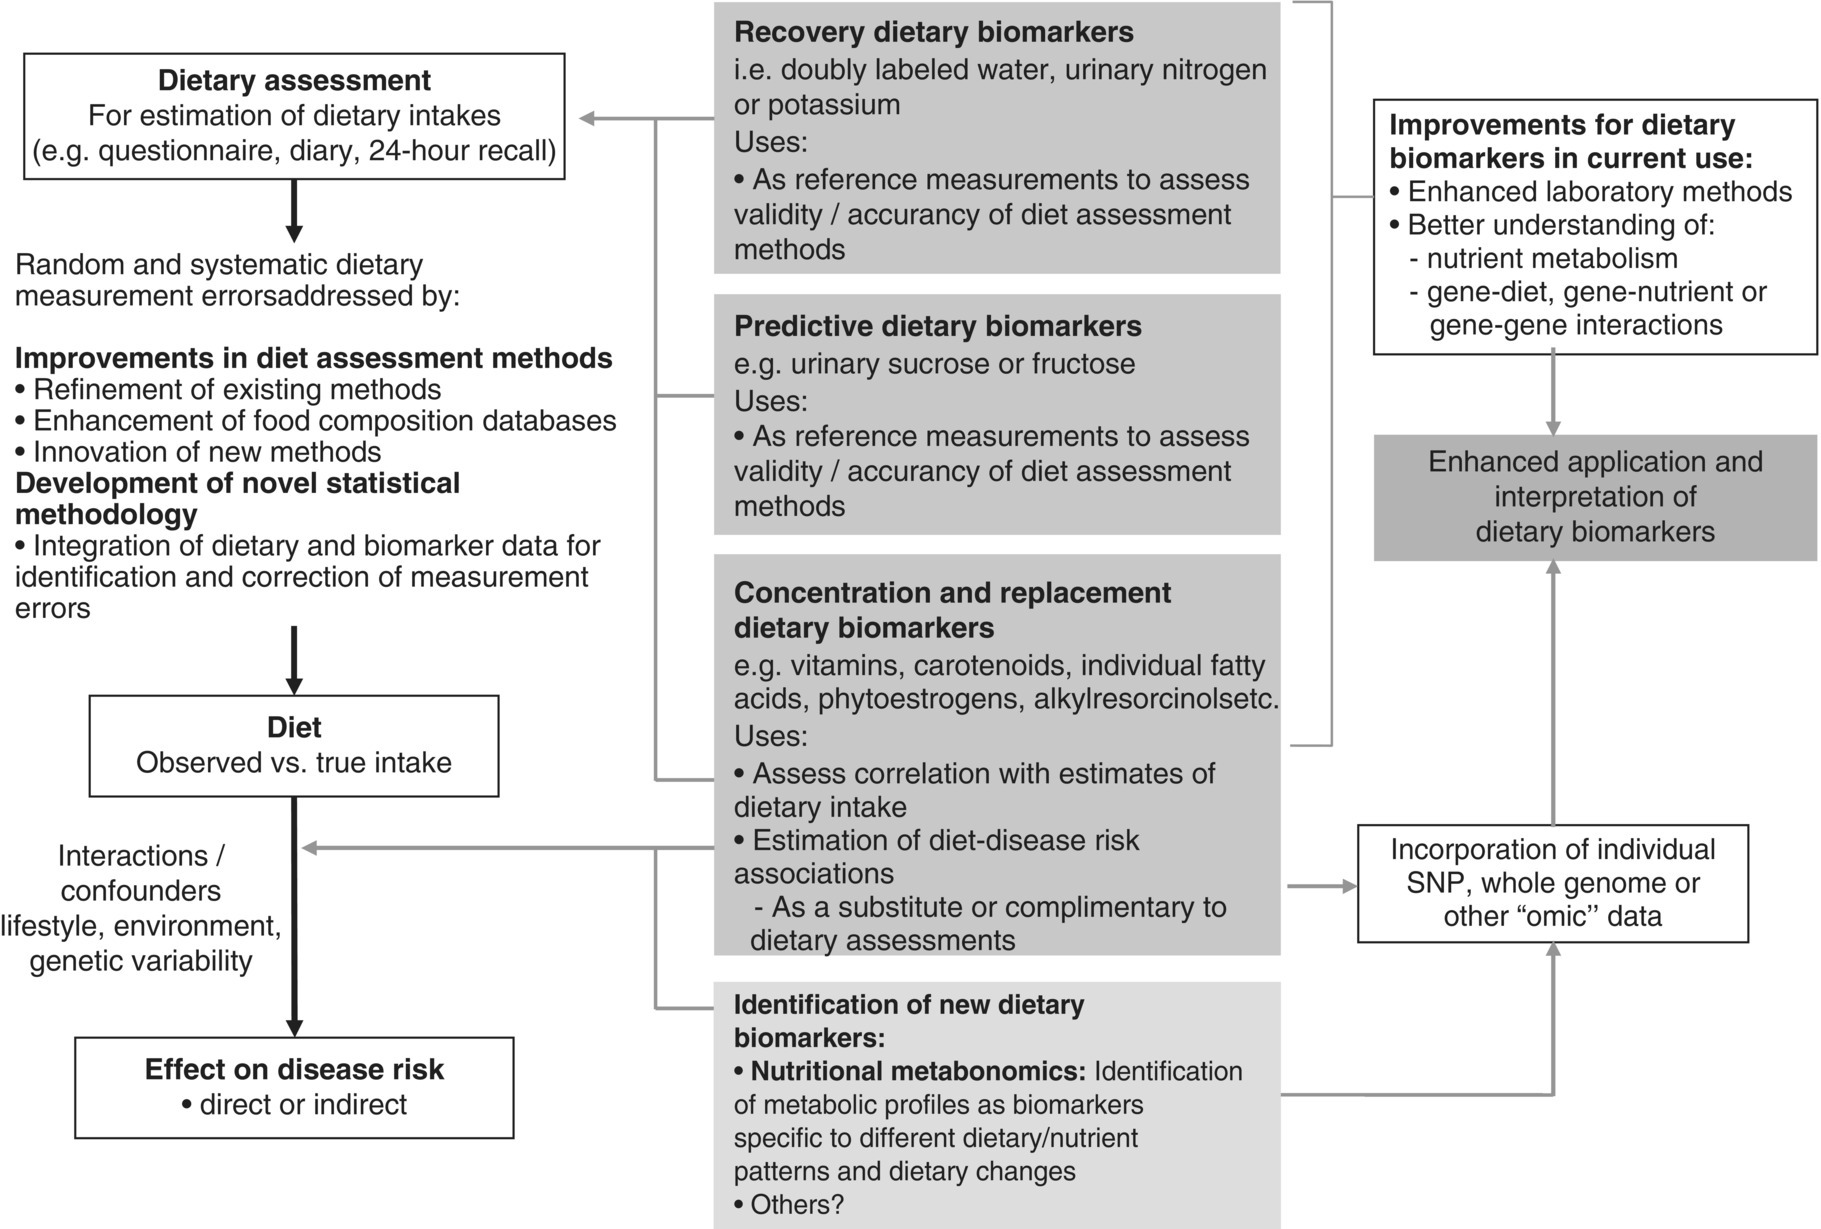 Dietary assessment
For estimation of dietary intakes
(e.g. questionnaire, diary, 24-hour recall)
Random and systematic dietary
measurement errorsaddressed by:
Improvements in diet assessment methods
• Refinement of existing methods
• Enhancement of food composition databases
• Innovation of new methods
Development of novel statistical
methodology
• Integration of dietary and biomarker data for
identification and correction of measurement
errors
Diet
Observed vs. true intake
Interactions /
confounders
lifestyle, environment,
genetic variability
Effect on disease risk
• direct or indirect
Recovery dietary biomarkers
i.e. doubly labeled water, urinary nitrogen
or potassium
Uses:
• As reference measurements to assess
validity / accurancy of diet assessment
methods
Predictive dietary biomarkers
e.g. urinary sucrose or fructose
Uses:
• As reference measurements to assess
validity / accurancy of diet assessment
methods
Concentration and replacement
dietary biomarkers
e.g. vitamins, carotenoids, individual fatty
acids, phytoestrogens, alkylresorcinolsetc.
Uses:
• Assess correlation with estimates of
dietary intake
• Estimation of diet-disease risk
associations
- As a substitute or complimentary to
dietary assessments
Identification of new dietary
biomarkers:
• Nutritional metabonomics: Identification
of metabolic profiles as biomarkers
specific to different dietary/nutrient
patterns and dietary changes
• Others?
Improvements for dietary
biomarkers in current use:
• Enhanced laboratory methods
• Better understanding of:
- nutrient metabolism
- gene-diet, gene-nutrient or
gene-gene interactions
Enhanced application and
interpretation of
dietary biomarkers
Incorporation of individual
SNP, whole genome or
other “omic’’ data